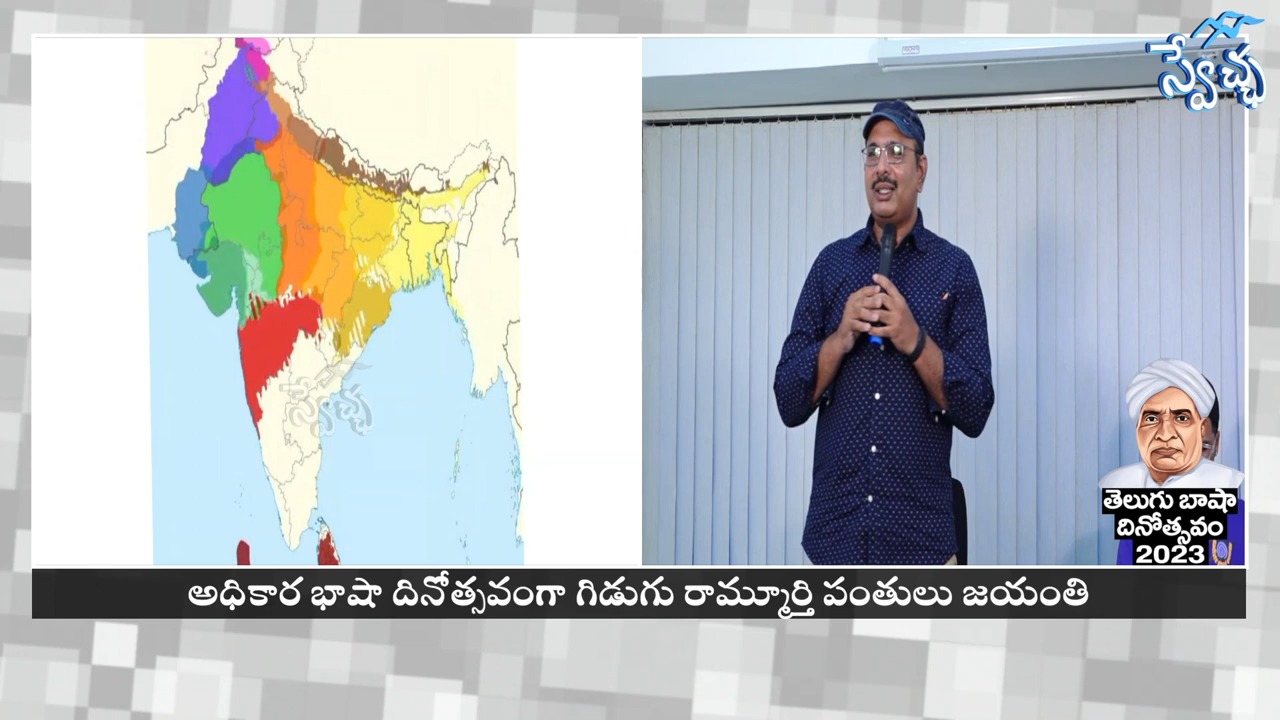 స్వేచ్ఛ
స్వేచ్ఛ
తెలుగు బాషా
దినోత్సవం
2023
అధికార భాషా దినోత్సవంగా గిడుగు రామ్మూర్తి పంతులు జయంతి